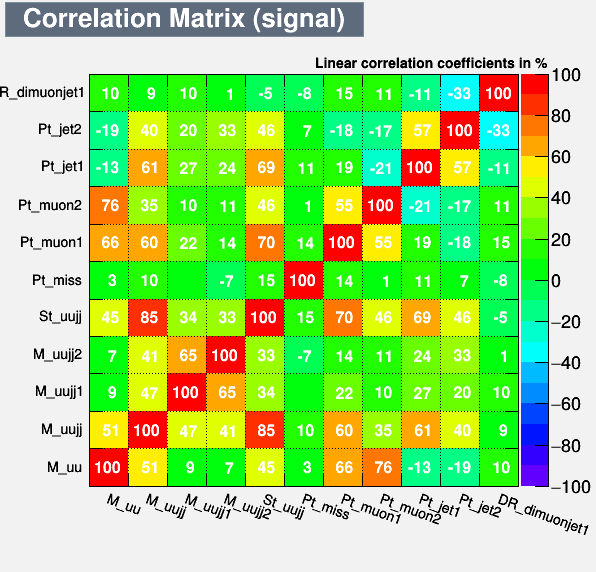 Correlation Matrix (signal)
Linear correlation coefficients in %
R_dimuonjet1 10 9 10 1 -5 -8 15 11 -11 -33 100
Pt_jet2 -19 40 20 33 46 7 -18 -17 57 100 -33
Pt_jet1 -13 61 27 24 69 11 19 -21 100 57 -11
Pt_muon2 76 35 10 11 46 1 55 100 -21 -17 11
Pt_muon1 66 60 22 14 70 14 100 55 19 -18 15
Pt_miss 3 10 -7 15 100 14 1 11 7 -8
St_uujj 45 85 34 33 100 15 70 46 69 46 -5
M_uujj2 7 41 65 100 33 -7 14 11 24 33 1
M_uujj1 9 47 100 65 34 22 10 27 20 10
M_uujj 51 100 47 41 85 10 60 35 61 40 9
M_uu 100 51 9 7 45 3 66 76 -13 -19 10
M_uu M_uujj M_uujj1 M_uujj2 St_uujj Pt_miss Pt_muon1 Pt_muon2 Pt_jet1 Pt_jet2 DR_dimuonjet1
100
80
60
40
20
0
−20
−40
−60
−80
−100